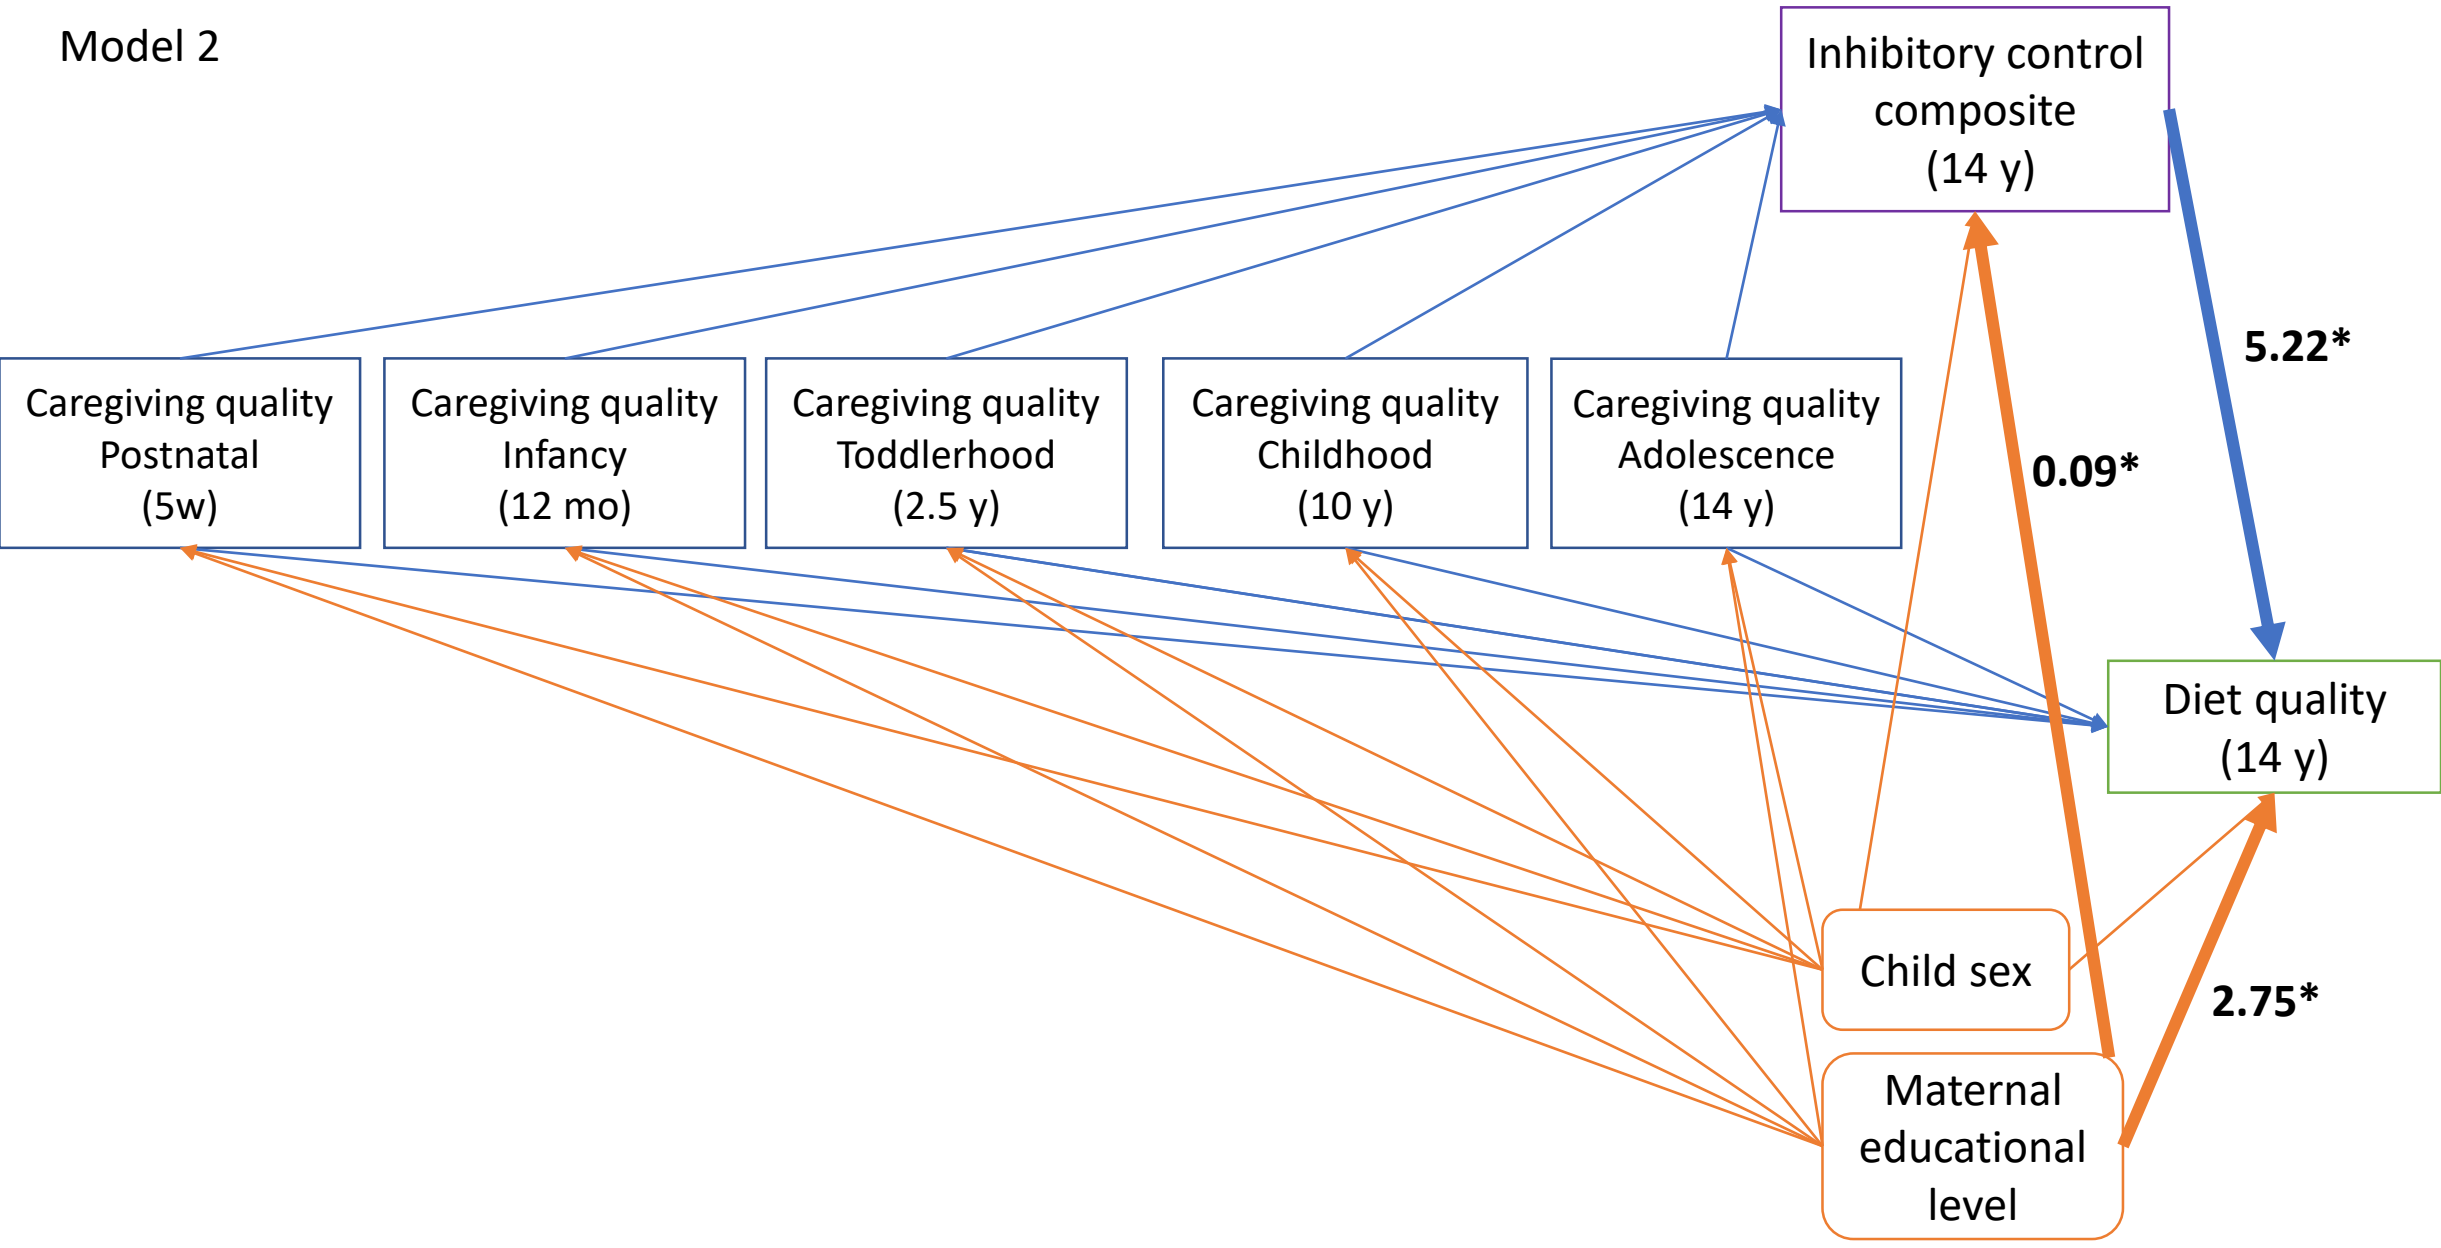 Model 2
Inhibitory control
composite
(14 y)
5.22*
Caregiving quality
Postnatal
(5w)
Caregiving quality
Infancy
(12 mo)
Caregiving quality
Toddlerhood
(2.5 y)
Caregiving quality
Childhood
(10 y)
Caregiving quality
Adolescence
(14 y)
0.09*
Diet quality
(14 y)
Child sex
2.75*
Maternal
educational
level